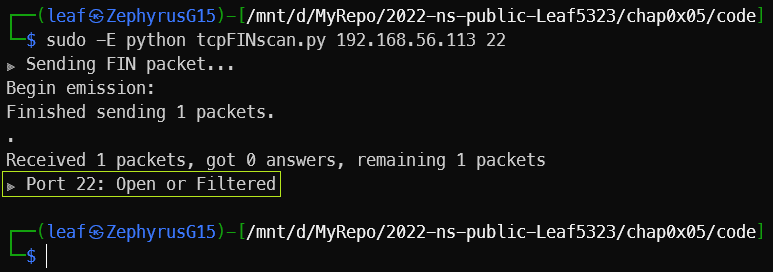 ┌──(leaf㉿ZephyrusG15)-[/mnt/d/MyRepo/2022-ns-public-Leaf5323/chap0x05/code]
└─$ sudo -E python tcpFINscan.py 192.168.56.113 22
▶ Sending FIN packet...
Begin emission:
Finished sending 1 packets.
.
Received 1 packets, got 0 answers, remaining 1 packets
▶ Port 22: Open or Filtered
┌──(leaf㉿ZephyrusG15)-[/mnt/d/MyRepo/2022-ns-public-Leaf5323/chap0x05/code]
└─$